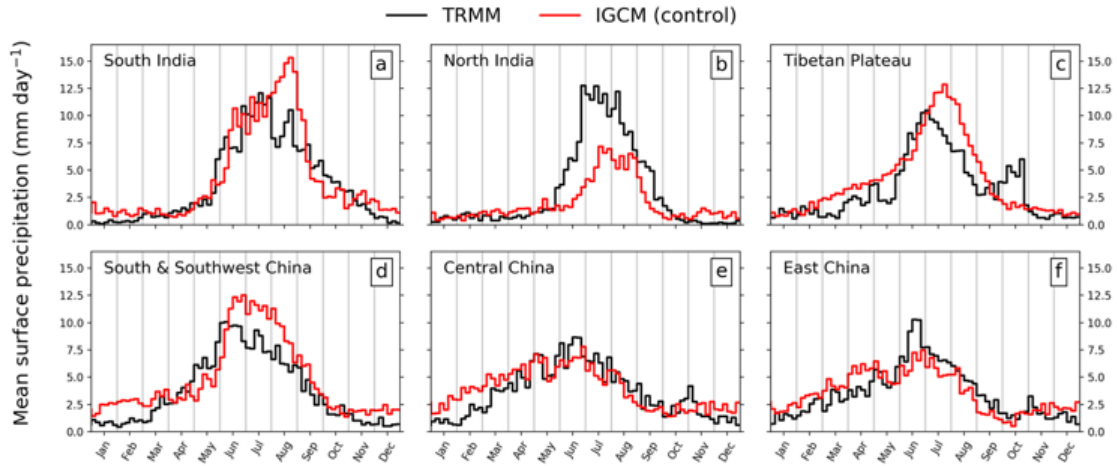 TRMM IGCM (control)
Mean surface precipitation (mm day⁻¹)
South India a
North India b
Tibetan Plateau c
15.0 15.0
12.5 12.5
10.0 10.0
7.5 7.5
5.0 5.0
2.5 2.5
0.0 0.0
South & Southwest China d
Central China e
East China f
15.0 15.0
12.5 12.5
10.0 10.0
7.5 7.5
5.0 5.0
2.5 2.5
0.0 0.0
Jan Feb Mar Apr May Jun Jul Aug Sep Oct Nov Dec
Jan Feb Mar Apr May Jun Jul Aug Sep Oct Nov Dec
Jan Feb Mar Apr May Jun Jul Aug Sep Oct Nov Dec